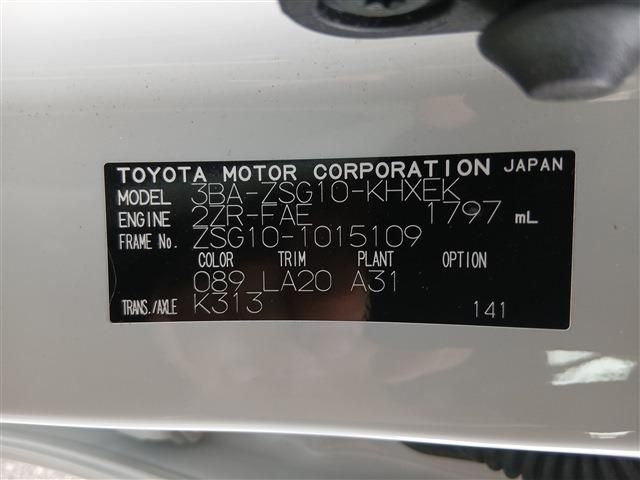 TOYOTA MOTOR CORPORATION JAPAN
MODEL 3BA-ZSG10-KHXEK
ENGINE 2ZR-FAE 1797 mL
FRAME No. ZSG10-1015109
COLOR TRIM PLANT OPTION
089 LA20 A31
TRANS./AXLE K313 141